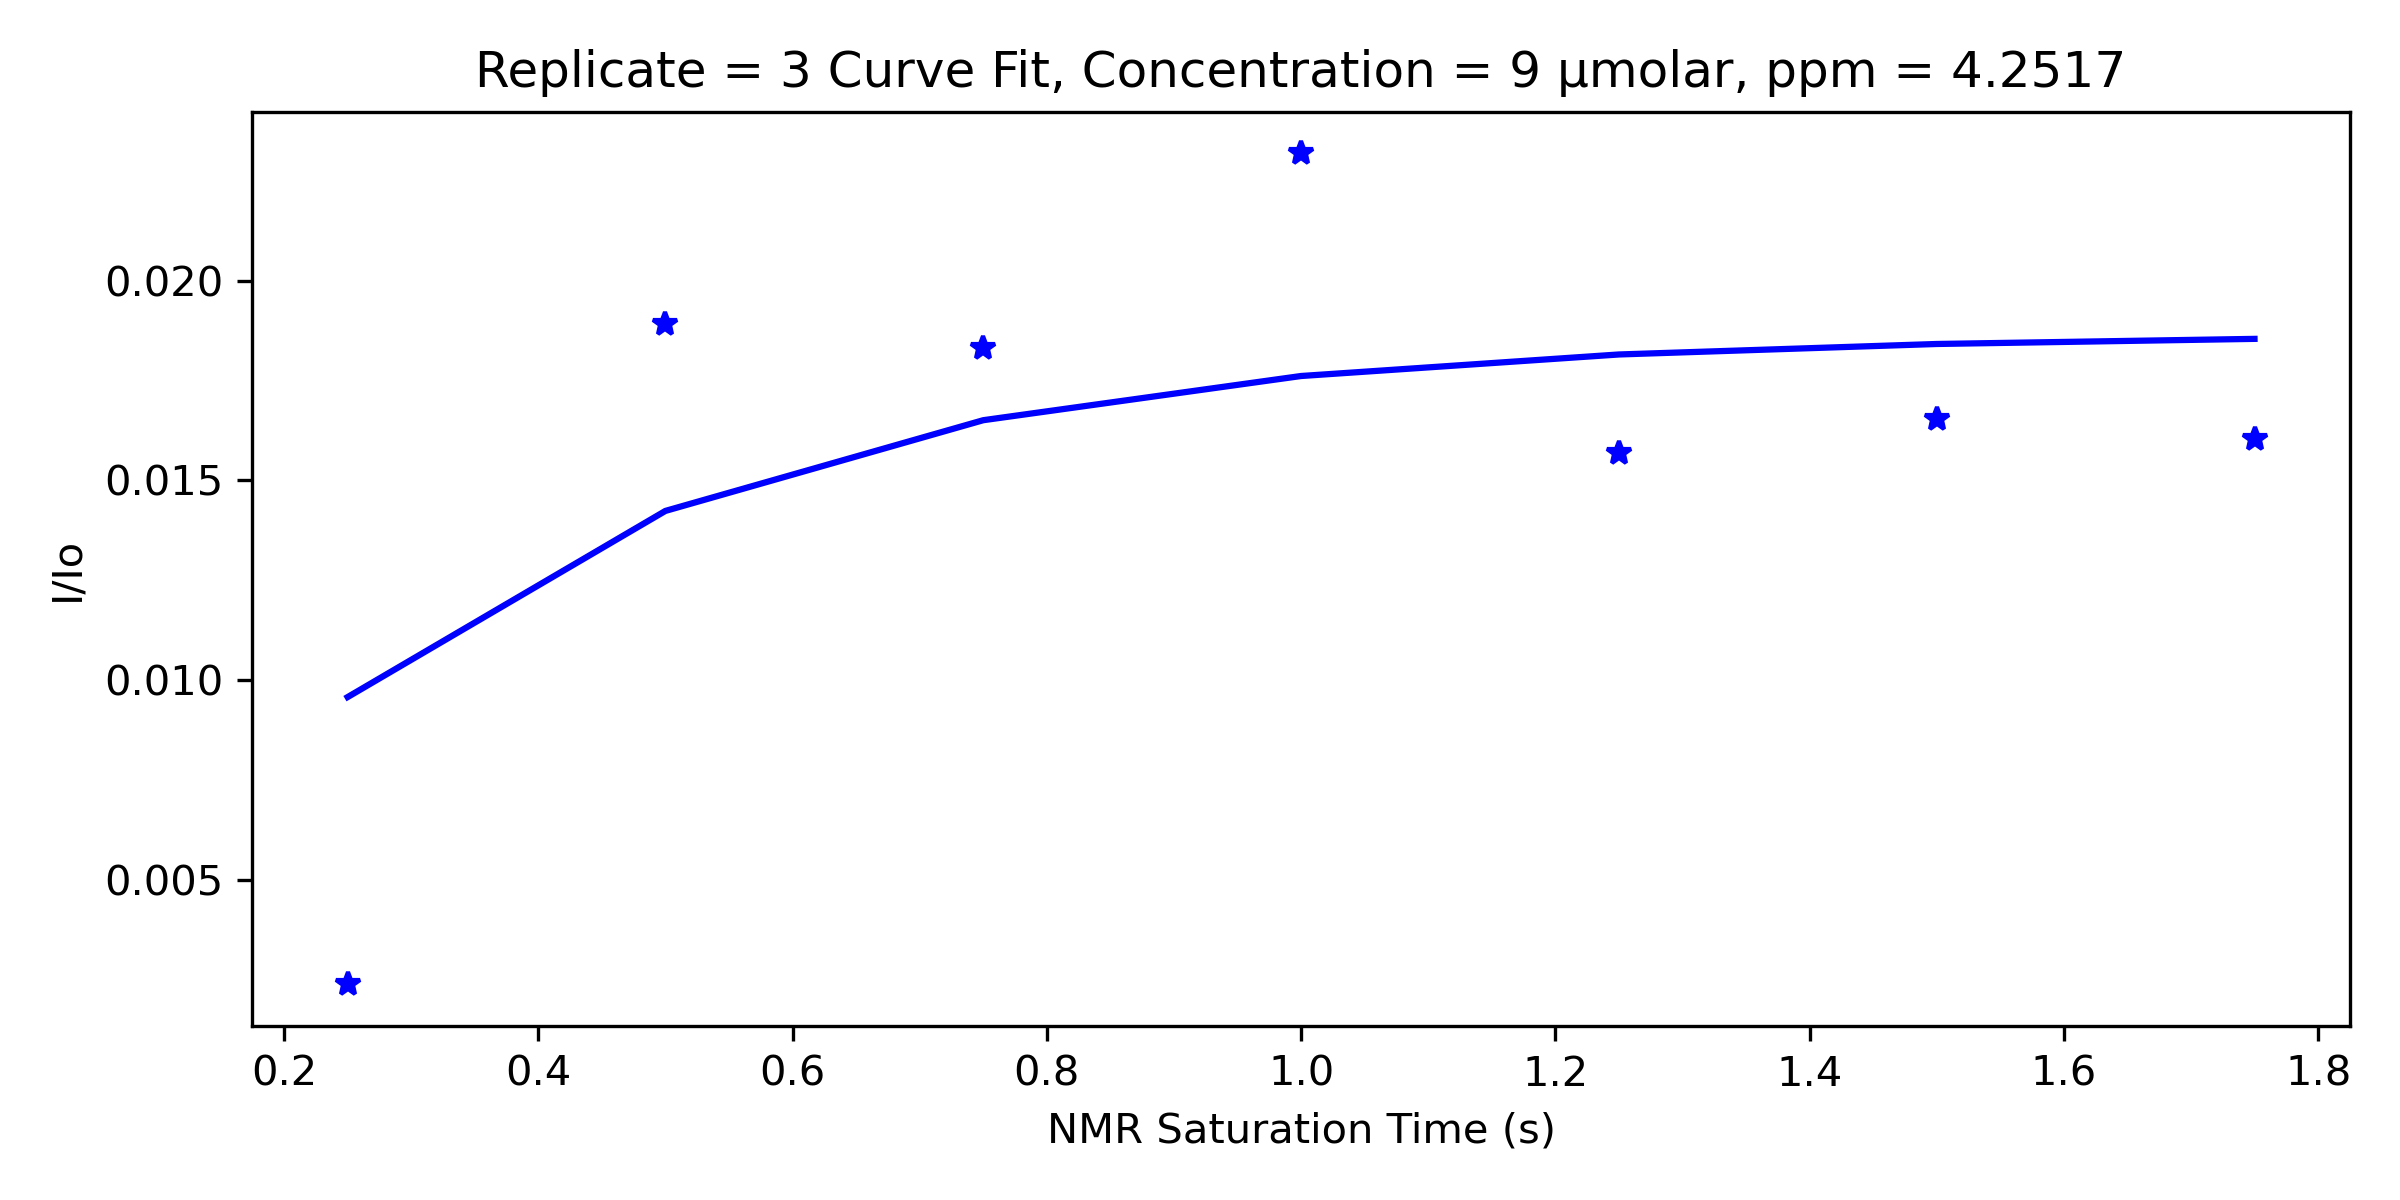 Replicate = 3 Curve Fit, Concentration = 9 µmolar, ppm = 4.2517
0.020
0.015
0.010
0.005
I/Io
0.2 0.4 0.6 0.8 1.0 1.2 1.4 1.6 1.8
NMR Saturation Time (s)